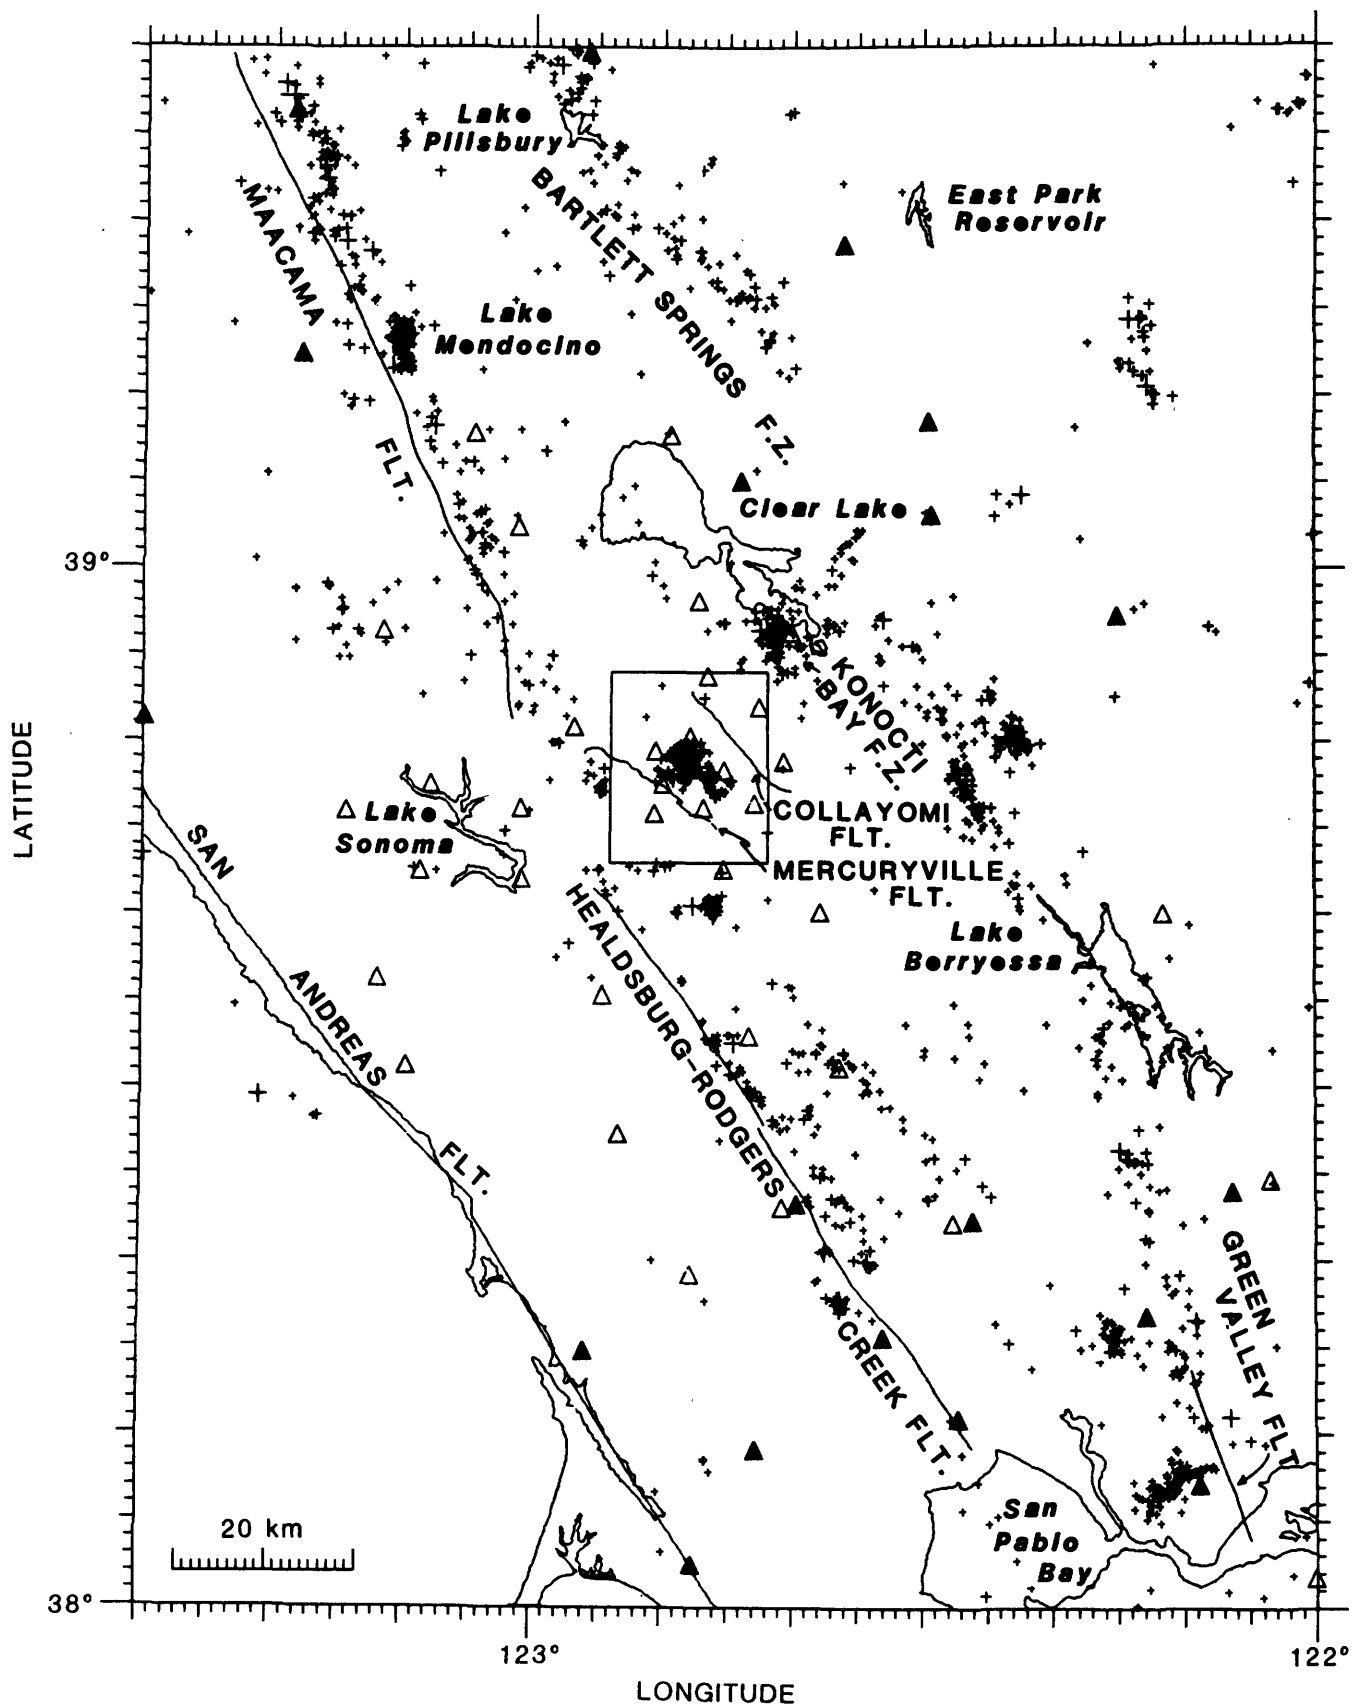 Lake
Pillsbury
East Park
Reservoir
MAACAMA
FLT.
BARTLETT SPRINGS F.Z.
Lake
Mendocino
Clear Lake
39°
KONOCTI
BAY F.Z.
COLLAYOMI
FLT.
MERCURYVILLE
FLT.
Lake
Sonoma
SAN
ANDREAS
FLT.
HEALDSBURG-RODGERS
CREEK FLT.
Lake
Berryessa
GREEN
VALLEY FLT
San
Pablo
Bay
20 km
38°
123°
122°
LATITUDE
LONGITUDE